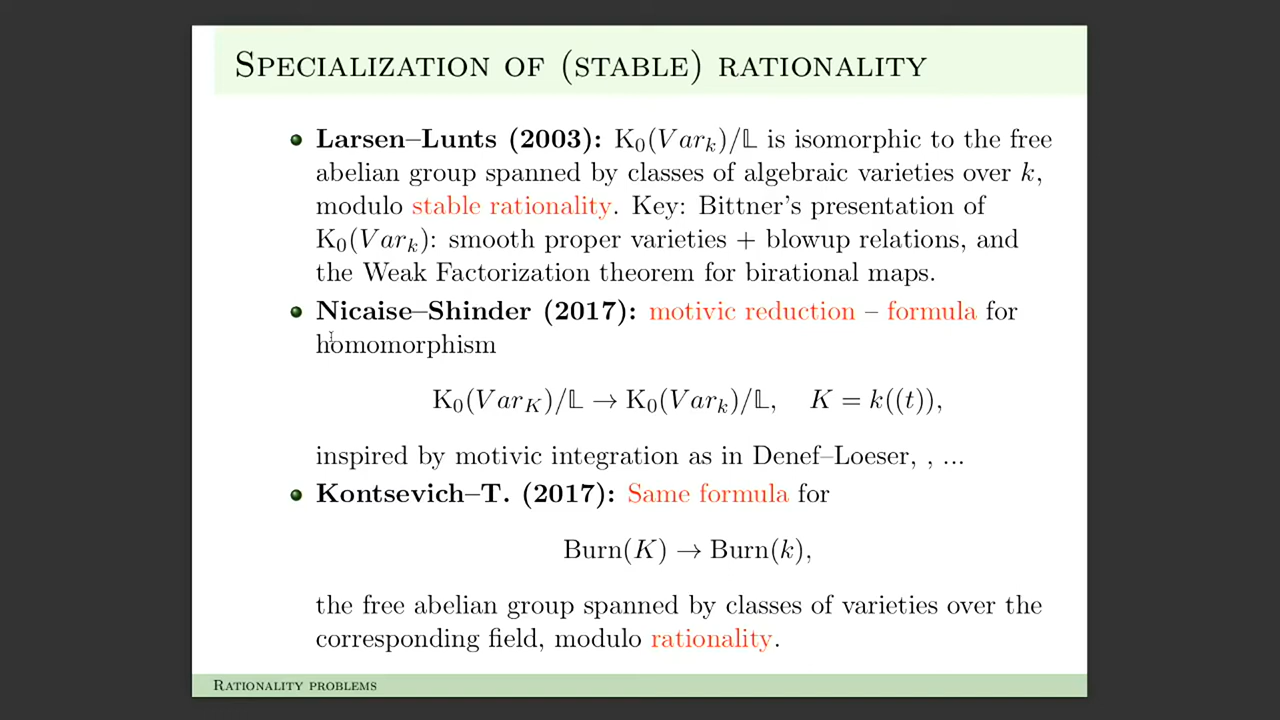 Specialization of (stable) rationality
Larsen–Lunts (2003): K₀(Varₖ)/𝕃 is isomorphic to the free
abelian group spanned by classes of algebraic varieties over k,
modulo stable rationality. Key: Bittner's presentation of
K₀(Varₖ): smooth proper varieties + blowup relations, and
the Weak Factorization theorem for birational maps.
Nicaise–Shinder (2017): motivic reduction – formula for
homomorphism
K₀(Var_K)/𝕃 → K₀(Varₖ)/𝕃, K = k((t)),
inspired by motivic integration as in Denef–Loeser, , ...
Kontsevich–T. (2017): Same formula for
Burn(K) → Burn(k),
the free abelian group spanned by classes of varieties over the
corresponding field, modulo rationality.
Rationality problems